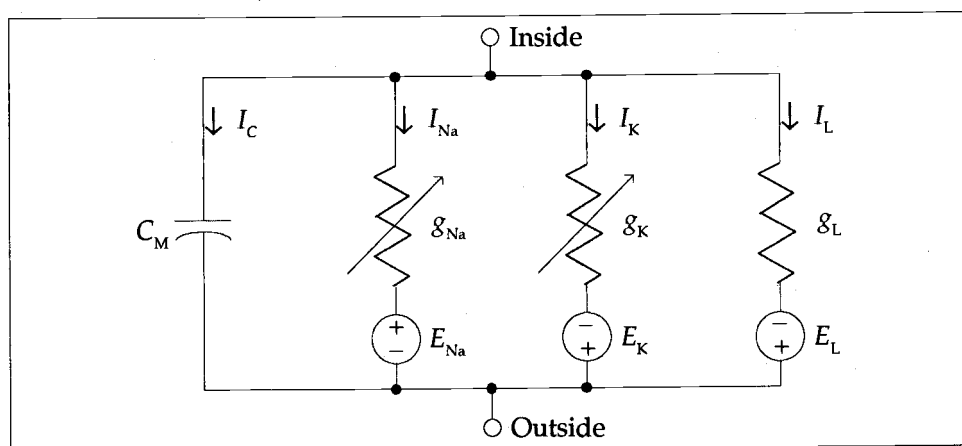 Inside
I_C I_Na I_K I_L
C_M g_Na g_K g_L
+ − − −
− + +
E_Na E_K E_L
Outside